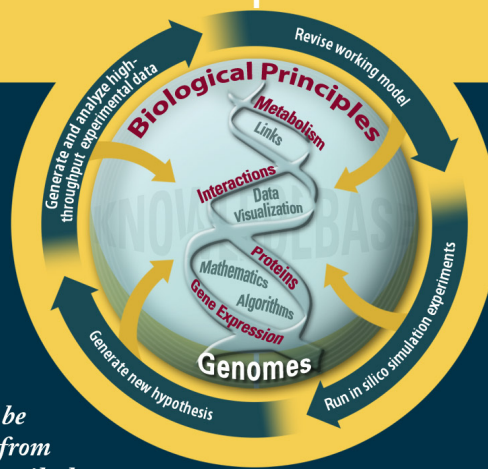 Generate and analyze high-
throughput experimental data
Revise working model
Biological Principles
Metabolism
Links
Interactions
Data
Visualization
Proteins
Mathematics
Algorithms
Gene Expression
Genomes
Run in silico simulation experiments
Generate new hypothesis
be
from